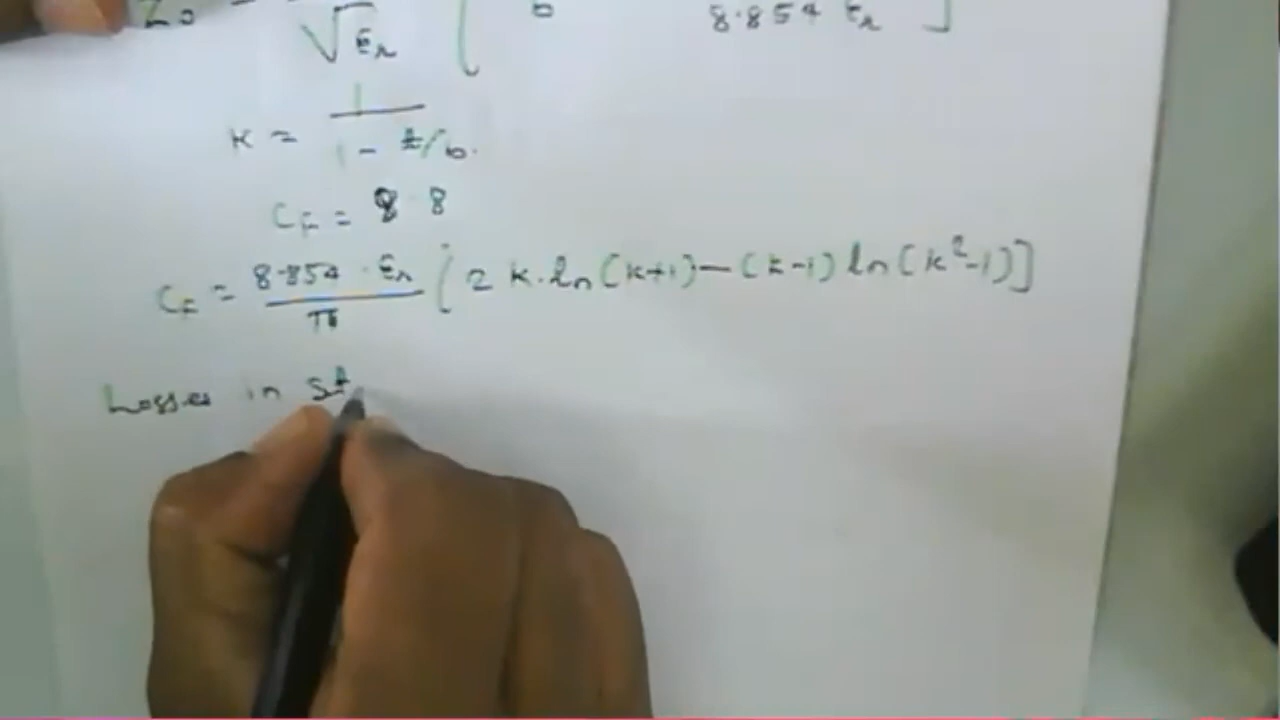 Z₀
√εr [ b 8.854 εr ]
K = 1 / (1 - t/b).
CF = 8 8
CF = 8.854 . εr / π [ 2 K. ln (k+1) - (k-1) ln (k²-1) ]
Losses in St